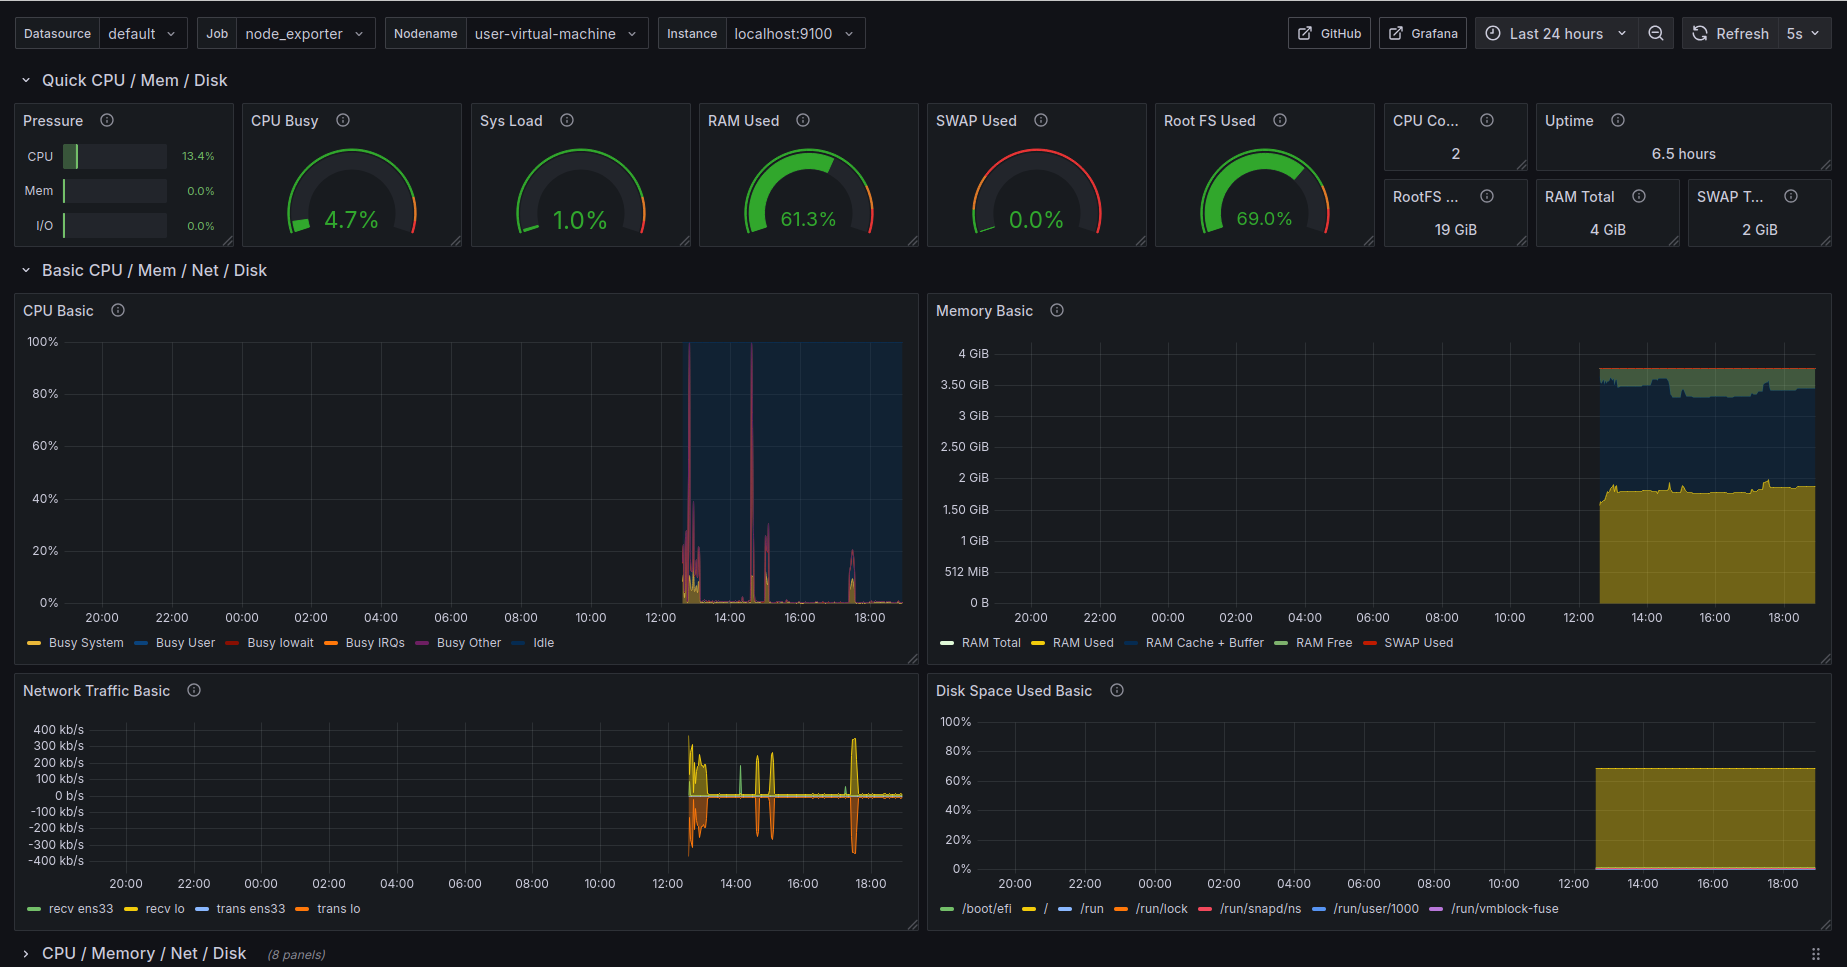 Datasource default Job node_exporter Nodename user-virtual-machine Instance localhost:9100 GitHub Grafana Last 24 hours Refresh 5s
Quick CPU / Mem / Disk
Pressure CPU Busy Sys Load RAM Used SWAP Used Root FS Used CPU Co... Uptime
CPU 13.4%
Mem 0.0%
I/O 0.0%
4.7% 1.0% 61.3% 0.0% 69.0%
2 6.5 hours
RootFS ... RAM Total SWAP T...
19 GiB 4 GiB 2 GiB
Basic CPU / Mem / Net / Disk
CPU Basic
100%
80%
60%
40%
20%
0%
20:00 22:00 00:00 02:00 04:00 06:00 08:00 10:00 12:00 14:00 16:00 18:00
Busy System Busy User Busy Iowait Busy IRQs Busy Other Idle
Memory Basic
4 GiB
3.50 GiB
3 GiB
2.50 GiB
2 GiB
1.50 GiB
1 GiB
512 MiB
0 B
20:00 22:00 00:00 02:00 04:00 06:00 08:00 10:00 12:00 14:00 16:00 18:00
RAM Total RAM Used RAM Cache + Buffer RAM Free SWAP Used
Network Traffic Basic
400 kb/s
300 kb/s
200 kb/s
100 kb/s
0 b/s
-100 kb/s
-200 kb/s
-300 kb/s
-400 kb/s
20:00 22:00 00:00 02:00 04:00 06:00 08:00 10:00 12:00 14:00 16:00 18:00
recv ens33 recv lo trans ens33 trans lo
Disk Space Used Basic
100%
80%
60%
40%
20%
0%
20:00 22:00 00:00 02:00 04:00 06:00 08:00 10:00 12:00 14:00 16:00 18:00
/boot/efi / /run /run/lock /run/snapd/ns /run/user/1000 /run/vmblock-fuse
CPU / Memory / Net / Disk (8 panels)